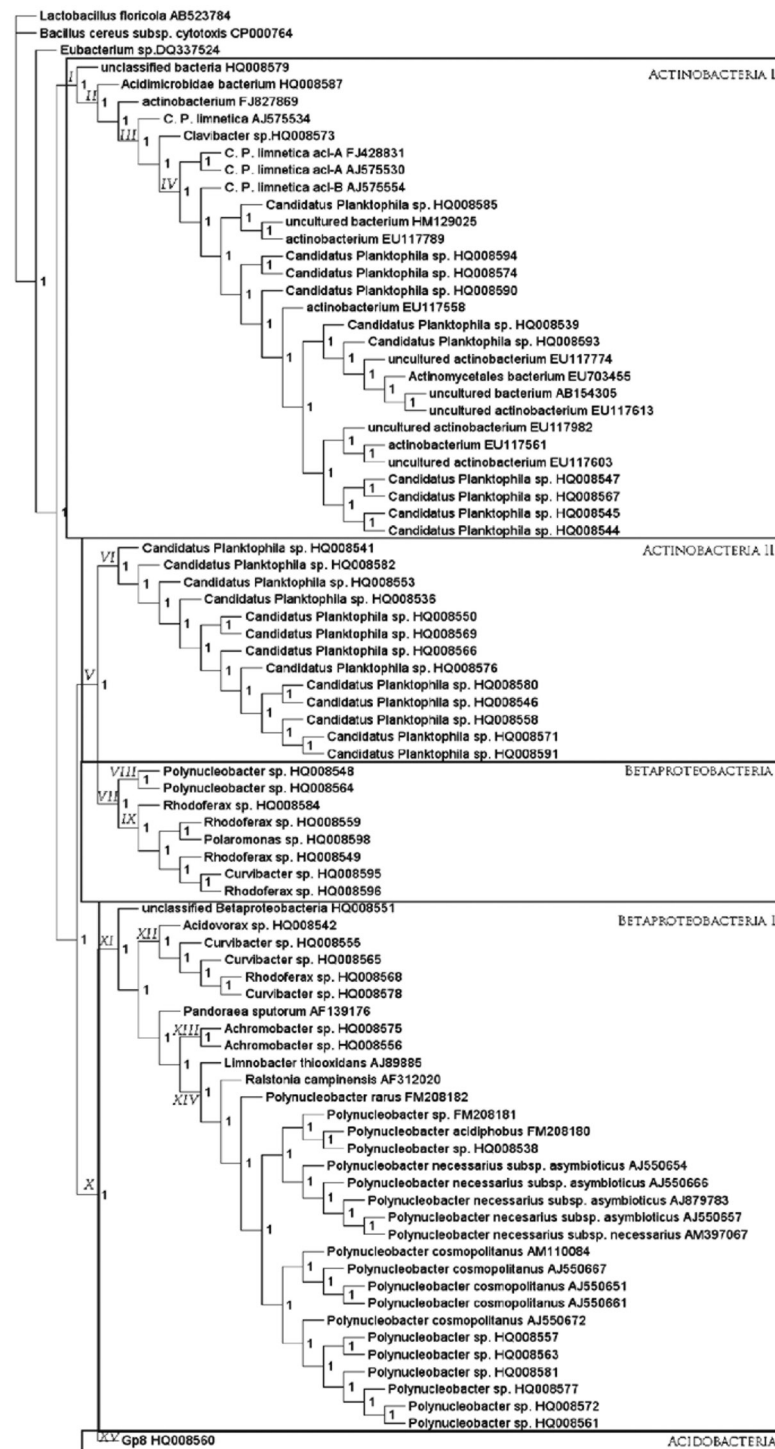 Lactobacillus floricola AB523784
Bacillus cereus subsp. cytotoxis CP000764
Eubacterium sp.DQ337524
I unclassified bacteria HQ008579 ACTINOBACTERIA I
II 1 1 Acidimicrobidae bacterium HQ008587
1 actinobacterium FJ827869
III 1 C. P. limnetica AJ575534
1 Clavibacter sp.HQ008573
C. P. limnetica acI-A FJ428831
1 C. P. limnetica acI-A AJ575530
IV 1 C. P. limnetica acI-B AJ575554
Candidatus Planktophila sp. HQ008585
1 1 uncultured bacterium HM129025
1 actinobacterium EU117789
Candidatus Planktophila sp. HQ008594
1 Candidatus Planktophila sp. HQ008574
1 Candidatus Planktophila sp. HQ008590
actinobacterium EU117558
Candidatus Planktophila sp. HQ008539
1 Candidatus Planktophila sp. HQ008593
1 uncultured actinobacterium EU117774
1 Actinomycetales bacterium EU703455
1 uncultured bacterium AB154305
1 uncultured actinobacterium EU117613
uncultured actinobacterium EU117982
1 actinobacterium EU117561
1 uncultured actinobacterium EU117603
Candidatus Planktophila sp. HQ008547
1 Candidatus Planktophila sp. HQ008567
1 Candidatus Planktophila sp. HQ008545
1 Candidatus Planktophila sp. HQ008544
VI Candidatus Planktophila sp. HQ008541 ACTINOBACTERIA II
1 Candidatus Planktophila sp. HQ008582
1 Candidatus Planktophila sp. HQ008553
1 Candidatus Planktophila sp. HQ008536
Candidatus Planktophila sp. HQ008550
1 1 Candidatus Planktophila sp. HQ008569
1 Candidatus Planktophila sp. HQ008566
1 Candidatus Planktophila sp. HQ008576
V 1 Candidatus Planktophila sp. HQ008580
1 1 Candidatus Planktophila sp. HQ008546
1 Candidatus Planktophila sp. HQ008558
1 Candidatus Planktophila sp. HQ008571
1 Candidatus Planktophila sp. HQ008591
VIII Polynucleobacter sp. HQ008548 BETAPROTEOBACTERIA I
1 Polynucleobacter sp. HQ008564
VII 1 Rhodoferax sp. HQ008584
IX 1 Rhodoferax sp. HQ008559
1 1 Polaromonas sp. HQ008598
Rhodoferax sp. HQ008549
1 Curvibacter sp. HQ008595
1 Rhodoferax sp. HQ008596
unclassified Betaproteobacteria HQ008551 BETAPROTEOBACTERIA I
XII Acidovorax sp. HQ008542
XI 1 1 Curvibacter sp. HQ008555
1 Curvibacter sp. HQ008565
1 Rhodoferax sp. HQ008568
1 Curvibacter sp. HQ008578
1 Pandoraea sputorum AF139176
XIII Achromobacter sp. HQ008575
1 1 Achromobacter sp. HQ008556
1 Limnobacter thiooxidans AJ89885
XIV Ralstonia campinensis AF312020
1 Polynucleobacter rarus FM208182
Polynucleobacter sp. FM208181
1 Polynucleobacter acidiphobus FM208180
1 1 Polynucleobacter sp. HQ008538
1 Polynucleobacter necessarius subsp. asymbioticus AJ550654
1 Polynucleobacter necessarius subsp. asymbioticus AJ550666
1 Polynucleobacter necessarius subsp. asymbioticus AJ879783
X 1 Polynucleobacter necesarius subsp. asymbioticus AJ550657
1 1 Polynucleobacter necessarius subsp. necessarius AM397067
Polynucleobacter cosmopolitanus AM110084
1 Polynucleobacter cosmopolitanus AJ550667
1 Polynucleobacter cosmopolitanus AJ550651
1 1 Polynucleobacter cosmopolitanus AJ550661
Polynucleobacter cosmopolitanus AJ550672
1 Polynucleobacter sp. HQ008557
1 Polynucleobacter sp. HQ008563
1 Polynucleobacter sp. HQ008581
1 Polynucleobacter sp. HQ008577
1 Polynucleobacter sp. HQ008572
1 Polynucleobacter sp. HQ008561
XV Gp8 HQ008560 ACIDOBACTERIA